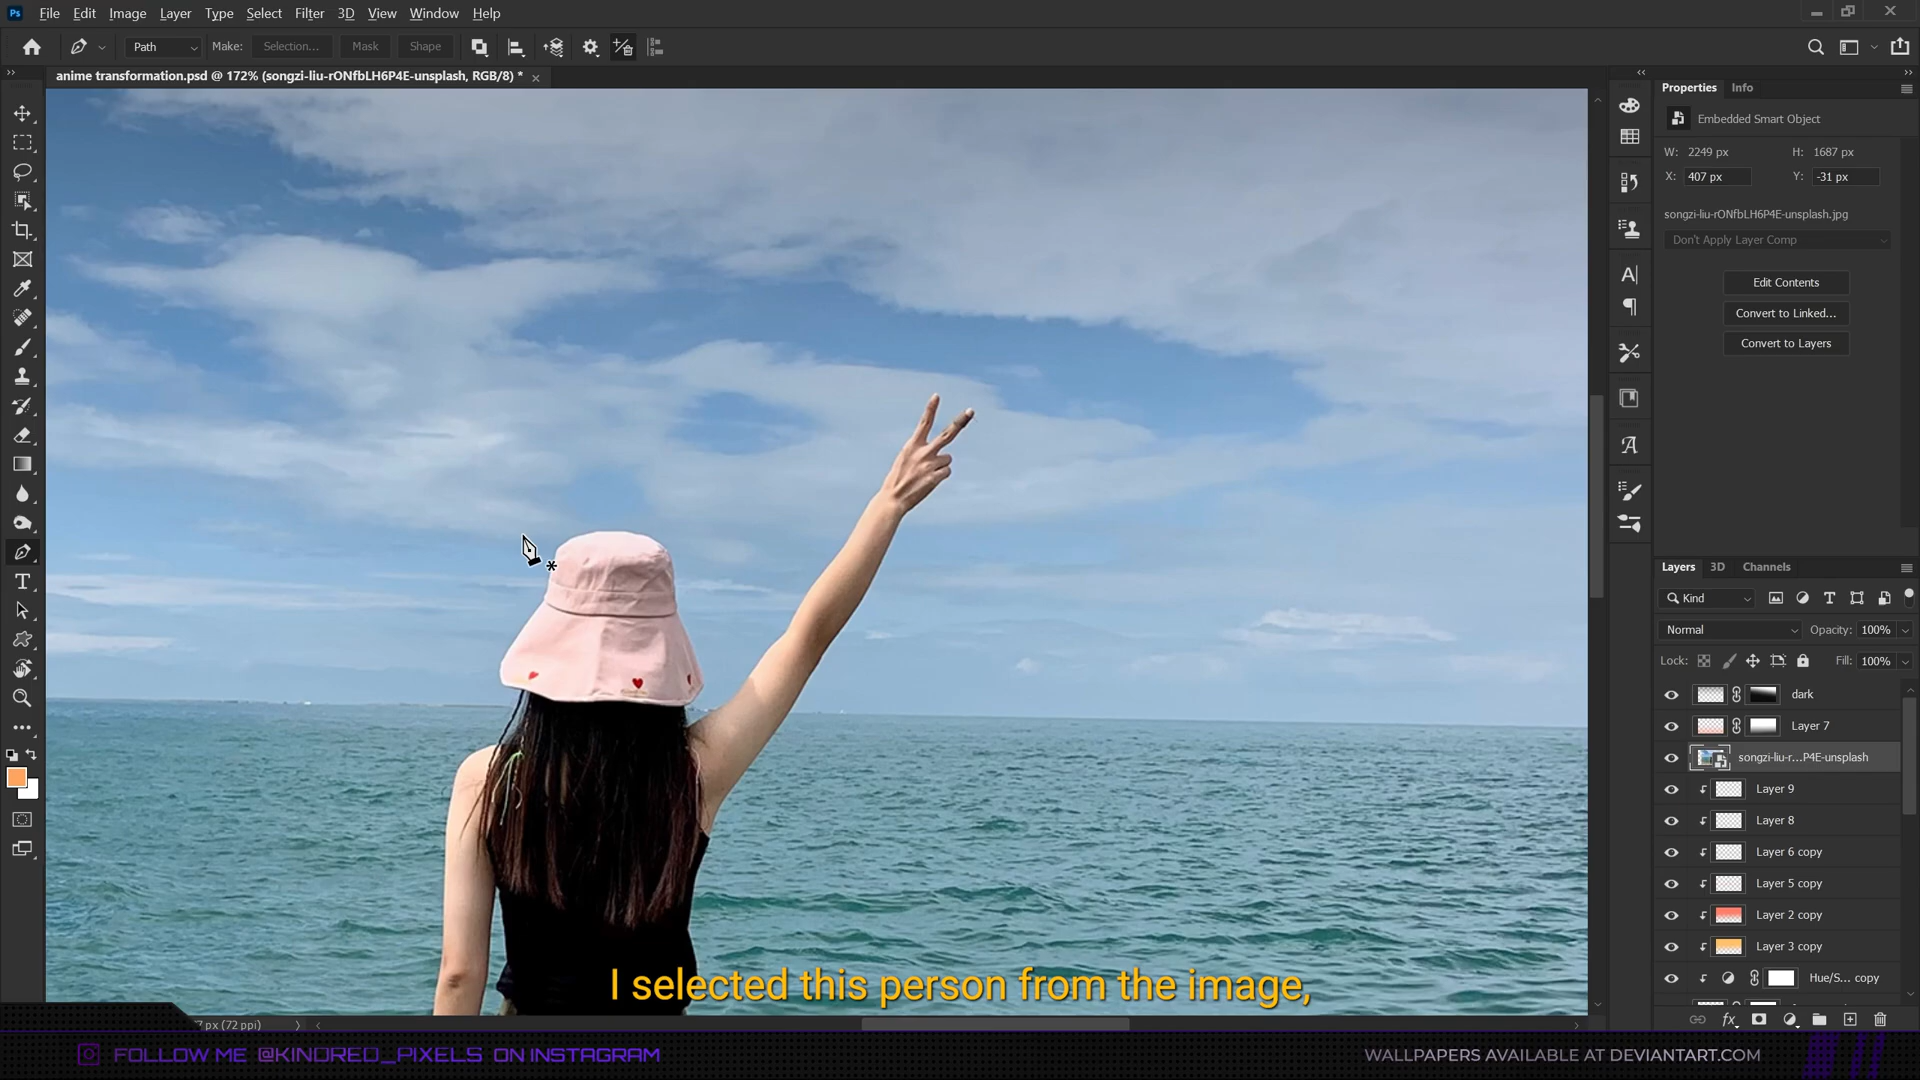 Ps File Edit Image Layer Type Select Filter 3D View Window Help
Path Make: Selection... Mask Shape
anime transformation.psd @ 172% (songzi-liu-rONfbLH6P4E-unsplash, RGB/8) *
Properties Info
Embedded Smart Object
W: 2249 px H: 1687 px
X: 407 px Y: -31 px
songzi-liu-rONfbLH6P4E-unsplash.jpg
Don't Apply Layer Comp
Edit Contents
Convert to Linked...
Convert to Layers
Layers 3D Channels
Kind
Normal Opacity: 100%
Lock: Fill: 100%
dark
Layer 7
songzi-liu-r...P4E-unsplash
Layer 9
Layer 8
Layer 6 copy
Layer 5 copy
Layer 2 copy
Layer 3 copy
Hue/S... copy
I selected this person from the image,
7 px (72 ppi)
FOLLOW ME @KINDRED_PIXELS ON INSTAGRAM
WALLPAPERS AVAILABLE AT DEVIANTART.COM